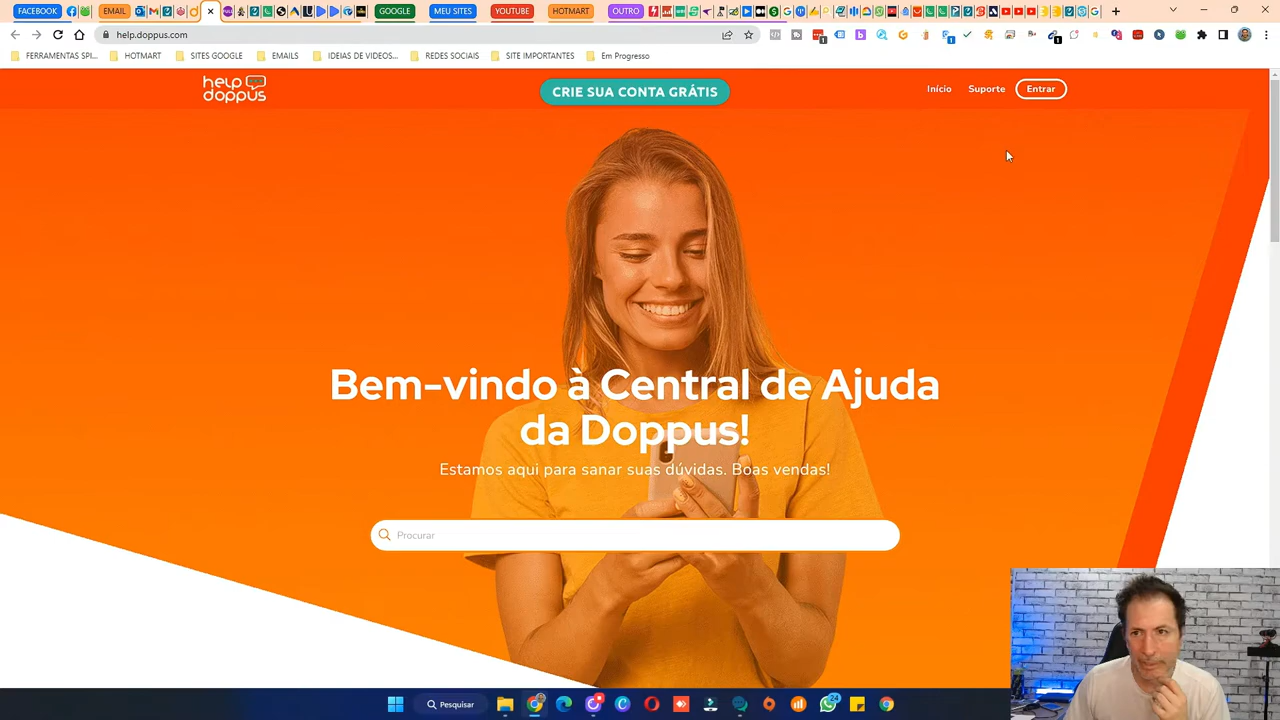 FACEBOOK
EMAIL
GOOGLE
MEU SITES
YOUTUBE
HOTMART
OUTRO
help.doppus.com
FERRAMENTAS SPI...
HOTMART
SITES GOOGLE
EMAILS
IDEIAS DE VIDEOS...
REDES SOCIAIS
SITE IMPORTANTES
Em Progresso
help
doppus
CRIE SUA CONTA GRÁTIS
Início
Suporte
Entrar
Bem-vindo à Central de Ajuda
da Doppus!
Estamos aqui para sanar suas dúvidas. Boas vendas!
Procurar
Pesquisar
24